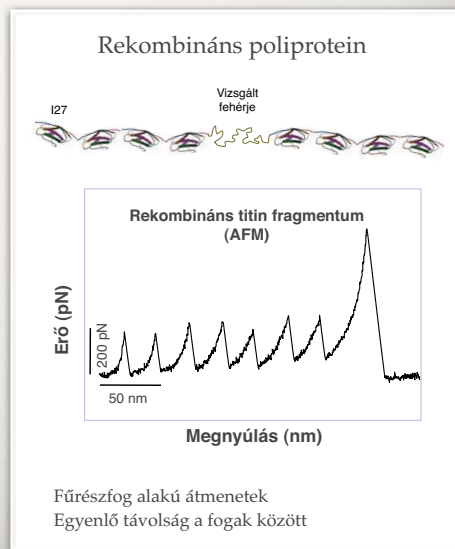 Rekombináns poliprotein
I27
Vizsgált
fehérje
Rekombináns titin fragmentum
(AFM)
Erő (pN)
200 pN
50 nm
Megnyúlás (nm)
Fűrészfog alakú átmenetek
Egyenlő távolság a fogak között